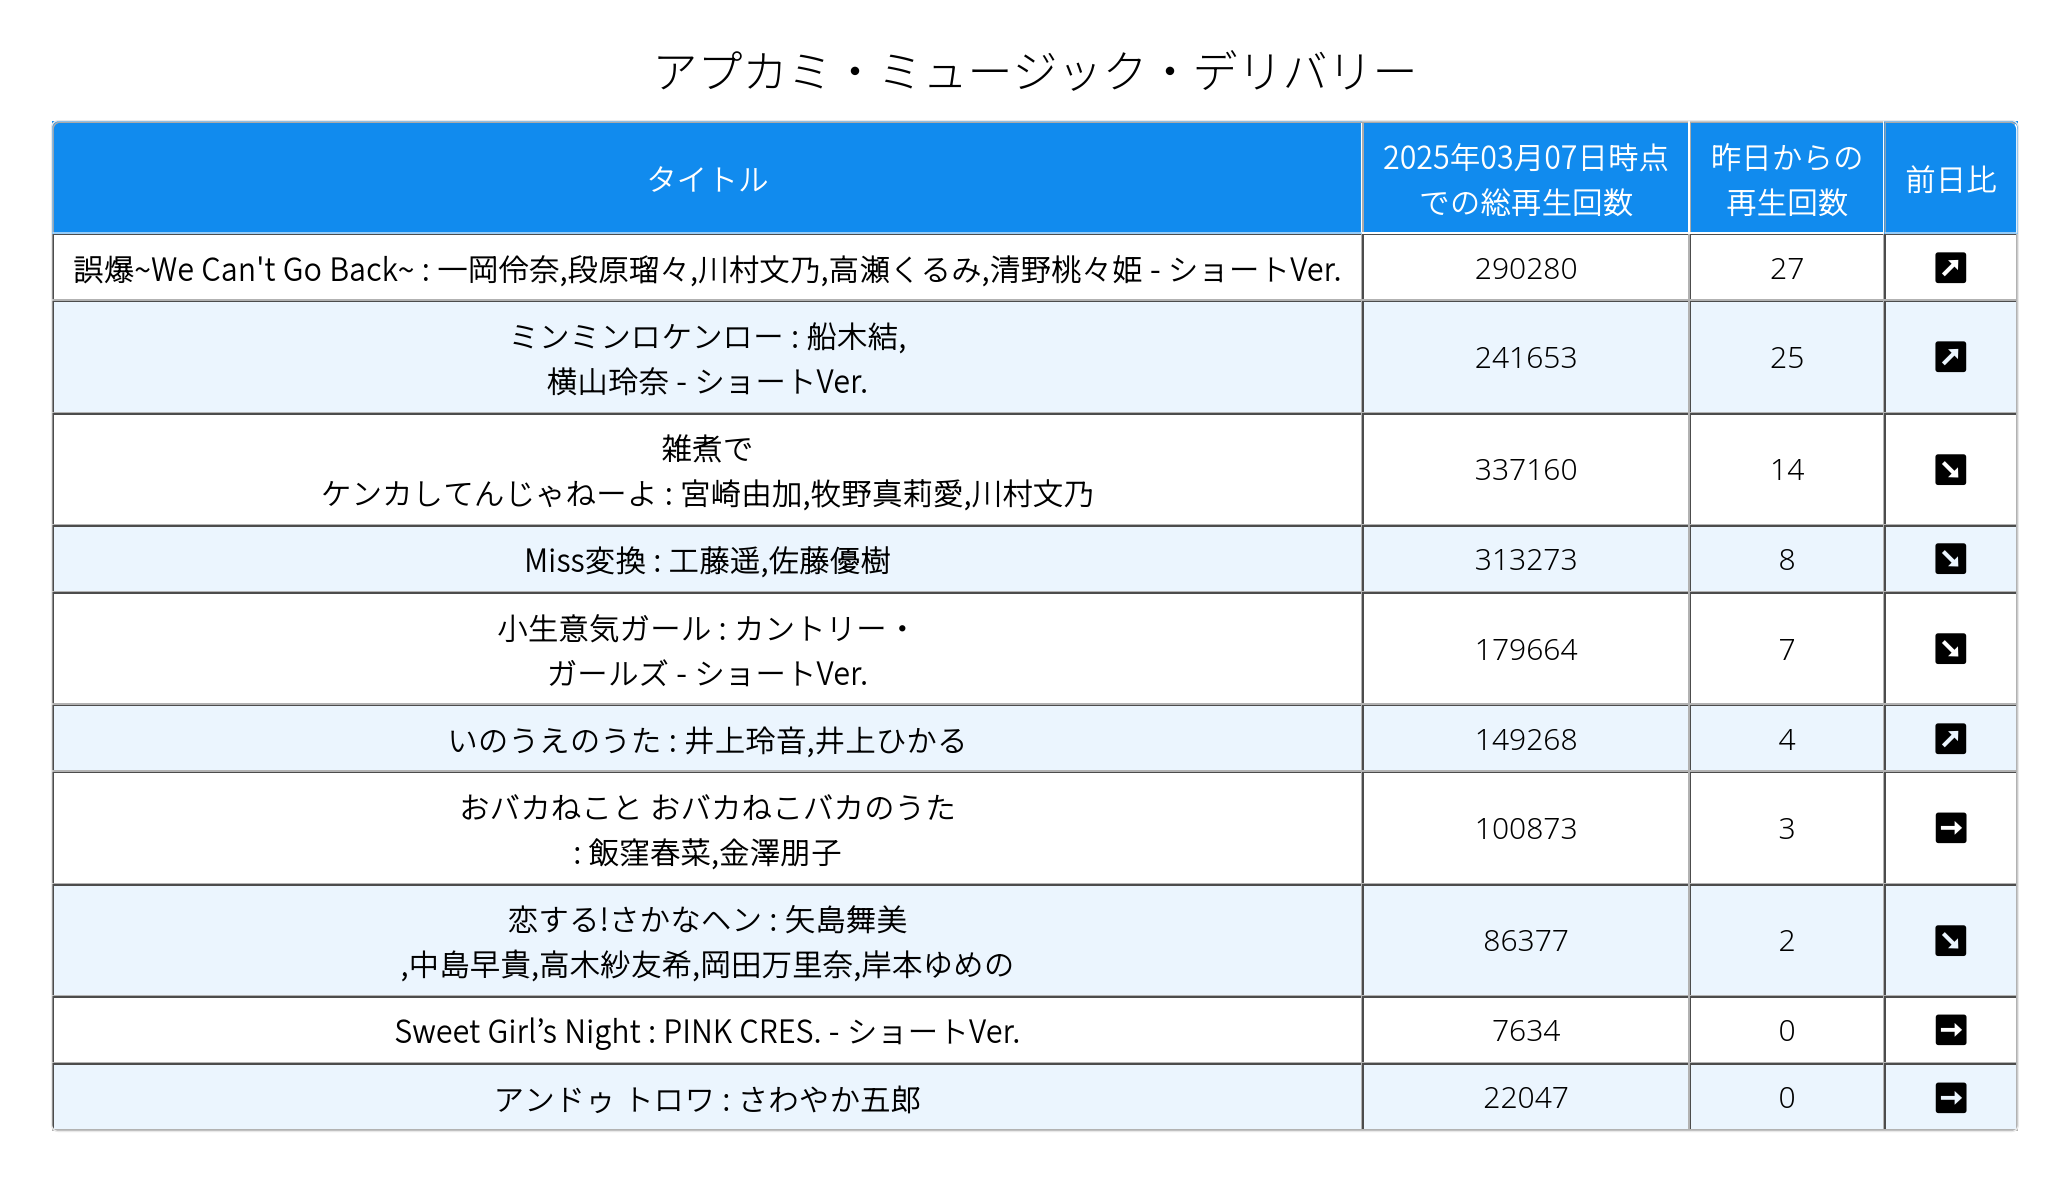 アプカミ・ミュージック・デリバリー
タイトル
2025年03月07日時点
での総再生回数
昨日からの
再生回数
前日比
誤爆~We Can't Go Back~ : 一岡伶奈,段原瑠々,川村文乃,高瀬くるみ,清野桃々姫 - ショートVer.
290280
27
↗
ミンミンロケンロー : 船木結,
横山玲奈 - ショートVer.
241653
25
↗
雑煮で
ケンカしてんじゃねーよ : 宮崎由加,牧野真莉愛,川村文乃
337160
14
↘
Miss変換 : 工藤遥,佐藤優樹
313273
8
↘
小生意気ガール : カントリー・
ガールズ - ショートVer.
179664
7
↘
いのうえのうた : 井上玲音,井上ひかる
149268
4
↗
おバカねこと おバカねこバカのうた
: 飯窪春菜,金澤朋子
100873
3
→
恋する!さかなヘン : 矢島舞美
,中島早貴,高木紗友希,岡田万里奈,岸本ゆめの
86377
2
↘
Sweet Girl’s Night : PINK CRES. - ショートVer.
7634
0
→
アンドゥ トロワ : さわやか五郎
22047
0
→